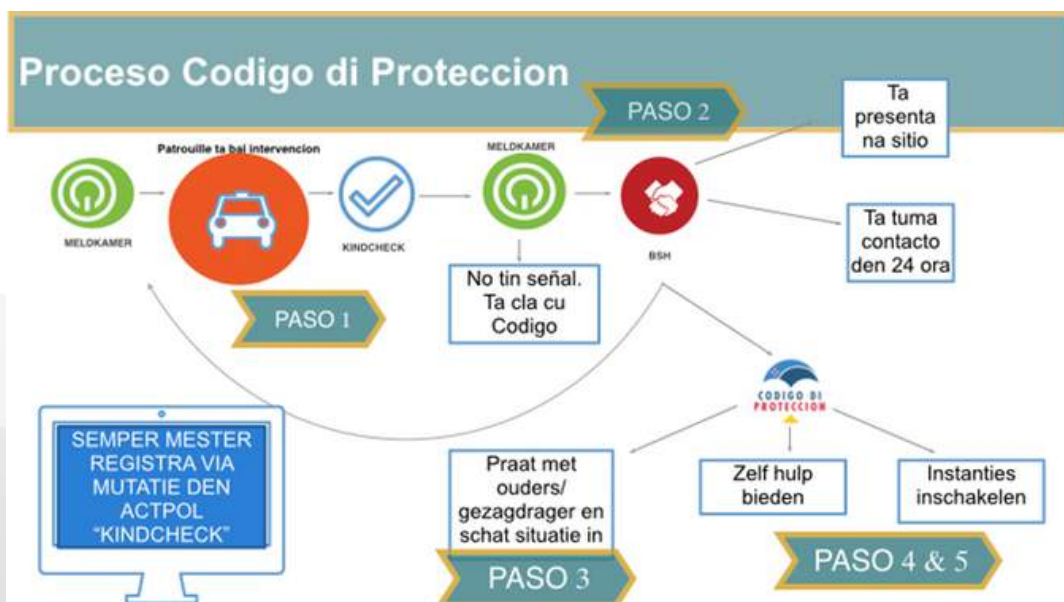 Proceso Codigo di Proteccion
PASO 2
Ta
presenta
na sitio
Patrouille ta bai intervencion
MELDKAMER
MELDKAMER
KINDCHECK
BSH
Ta tuma
contacto
den 24 ora
PASO 1
No tin señal.
Ta cla cu
Codigo
CODIGO DI
PROTECCION
SEMPER MESTER
REGISTRA VIA
MUTATIE DEN
ACTPOL
“KINDCHECK”
Praat met
ouders/
gezagdrager en
schat situatie in
Zelf hulp
bieden
Instanties
inschakelen
PASO 3
PASO 4 & 5